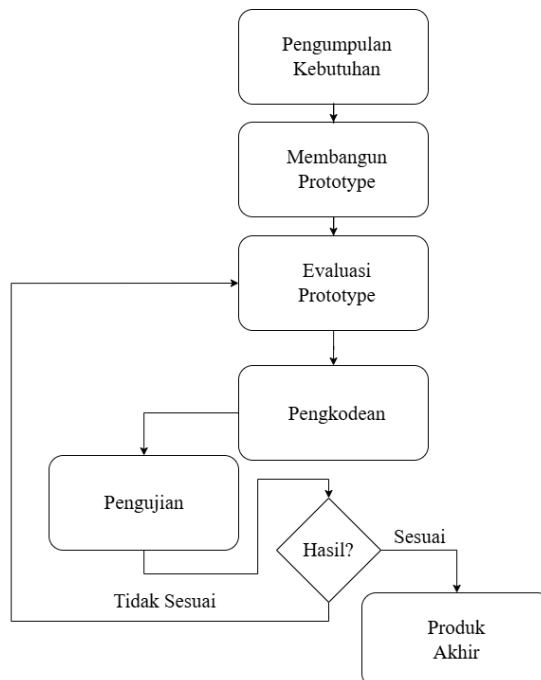 Pengumpulan
Kebutuhan
Membangun
Prototype
Evaluasi
Prototype
Pengkodean
Pengujian
Hasil?
Sesuai
Tidak Sesuai
Produk
Akhir